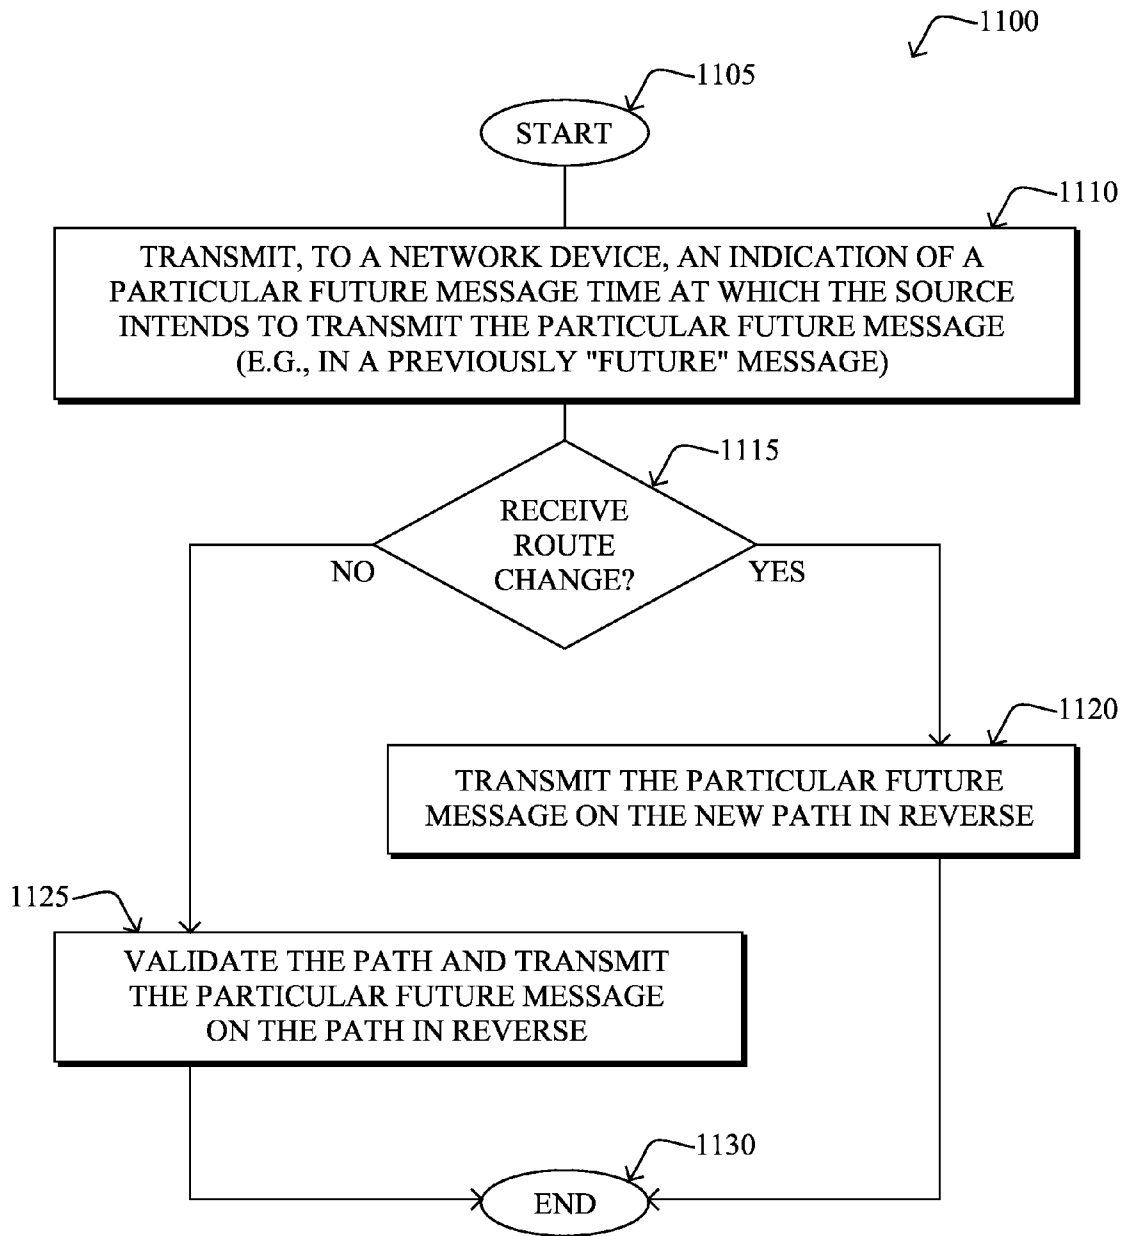 1100
1105
START
1110
TRANSMIT, TO A NETWORK DEVICE, AN INDICATION OF A
PARTICULAR FUTURE MESSAGE TIME AT WHICH THE SOURCE
INTENDS TO TRANSMIT THE PARTICULAR FUTURE MESSAGE
(E.G., IN A PREVIOUSLY "FUTURE" MESSAGE)
1115
RECEIVE
ROUTE
CHANGE?
NO
YES
1120
TRANSMIT THE PARTICULAR FUTURE
MESSAGE ON THE NEW PATH IN REVERSE
1125
VALIDATE THE PATH AND TRANSMIT
THE PARTICULAR FUTURE MESSAGE
ON THE PATH IN REVERSE
1130
END